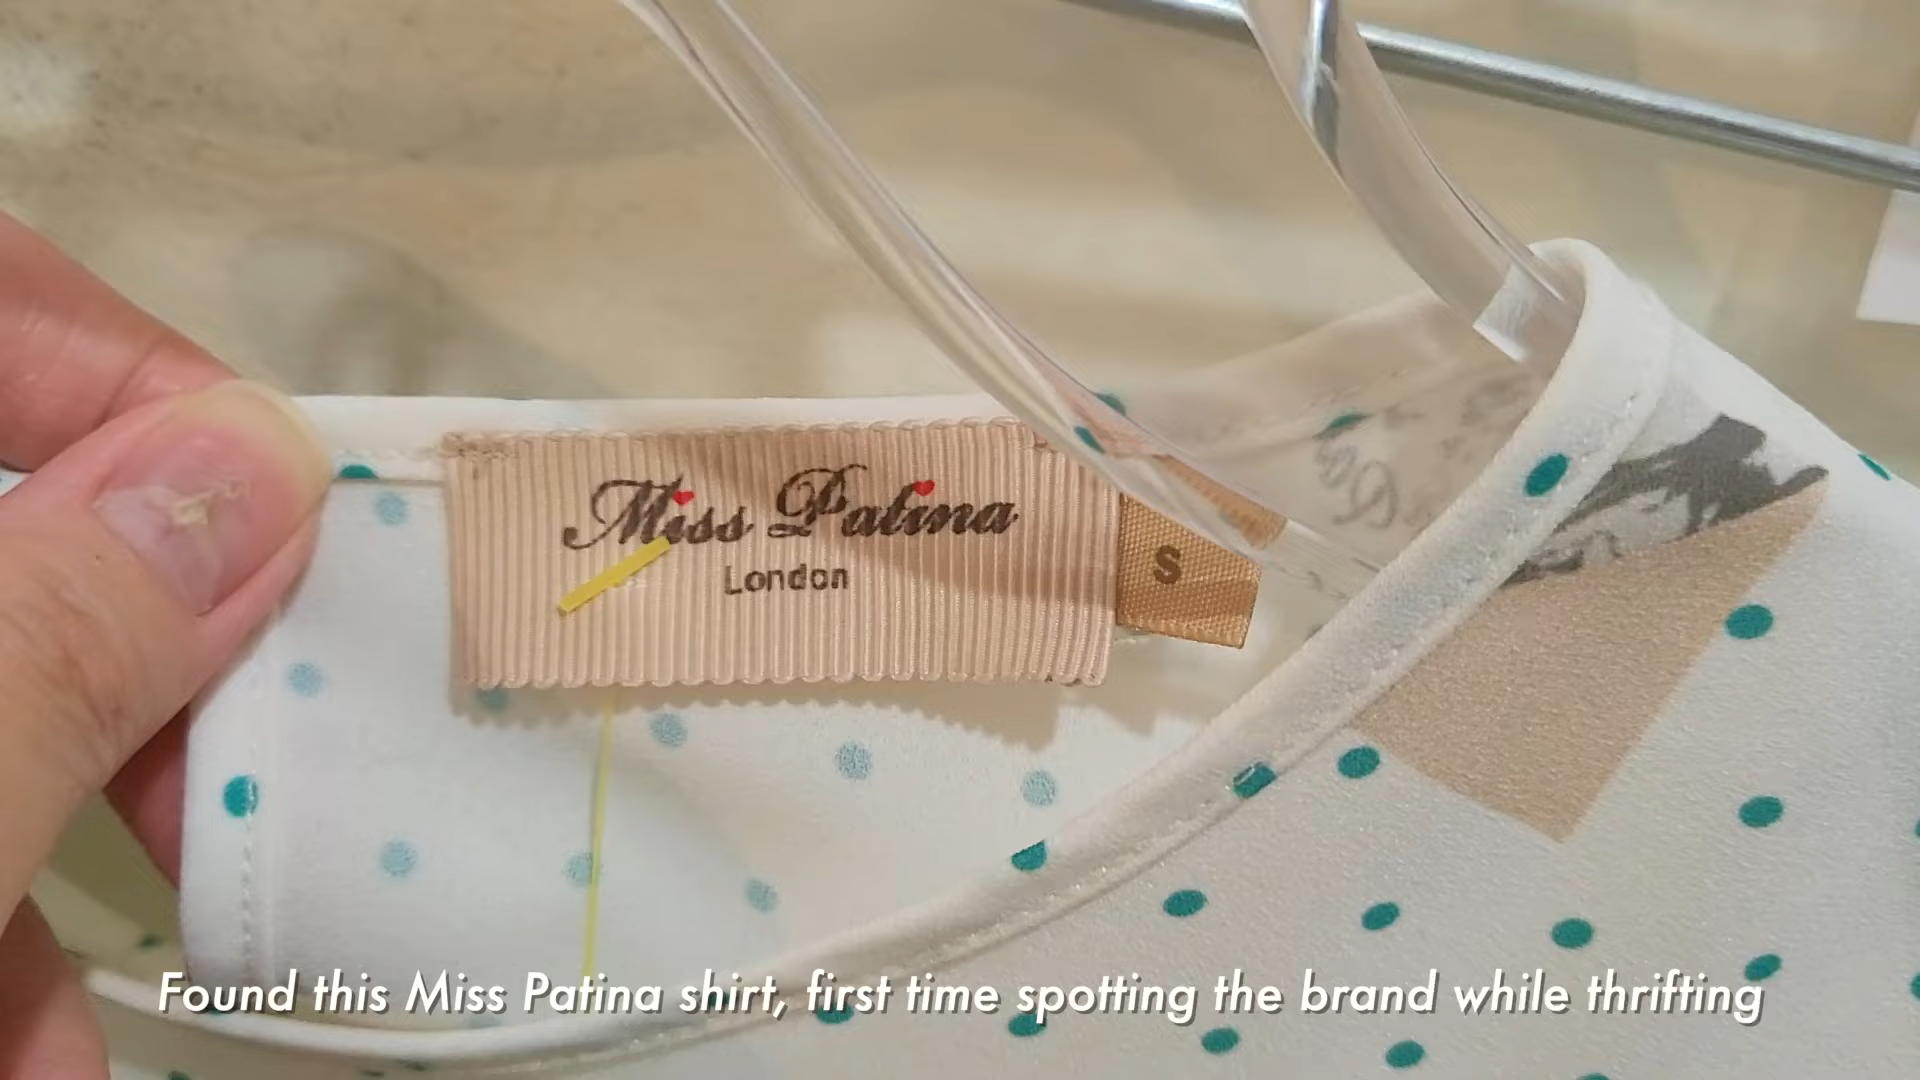 Miss Patina
London
S
Found this Miss Patina shirt, first time spotting the brand while thrifting